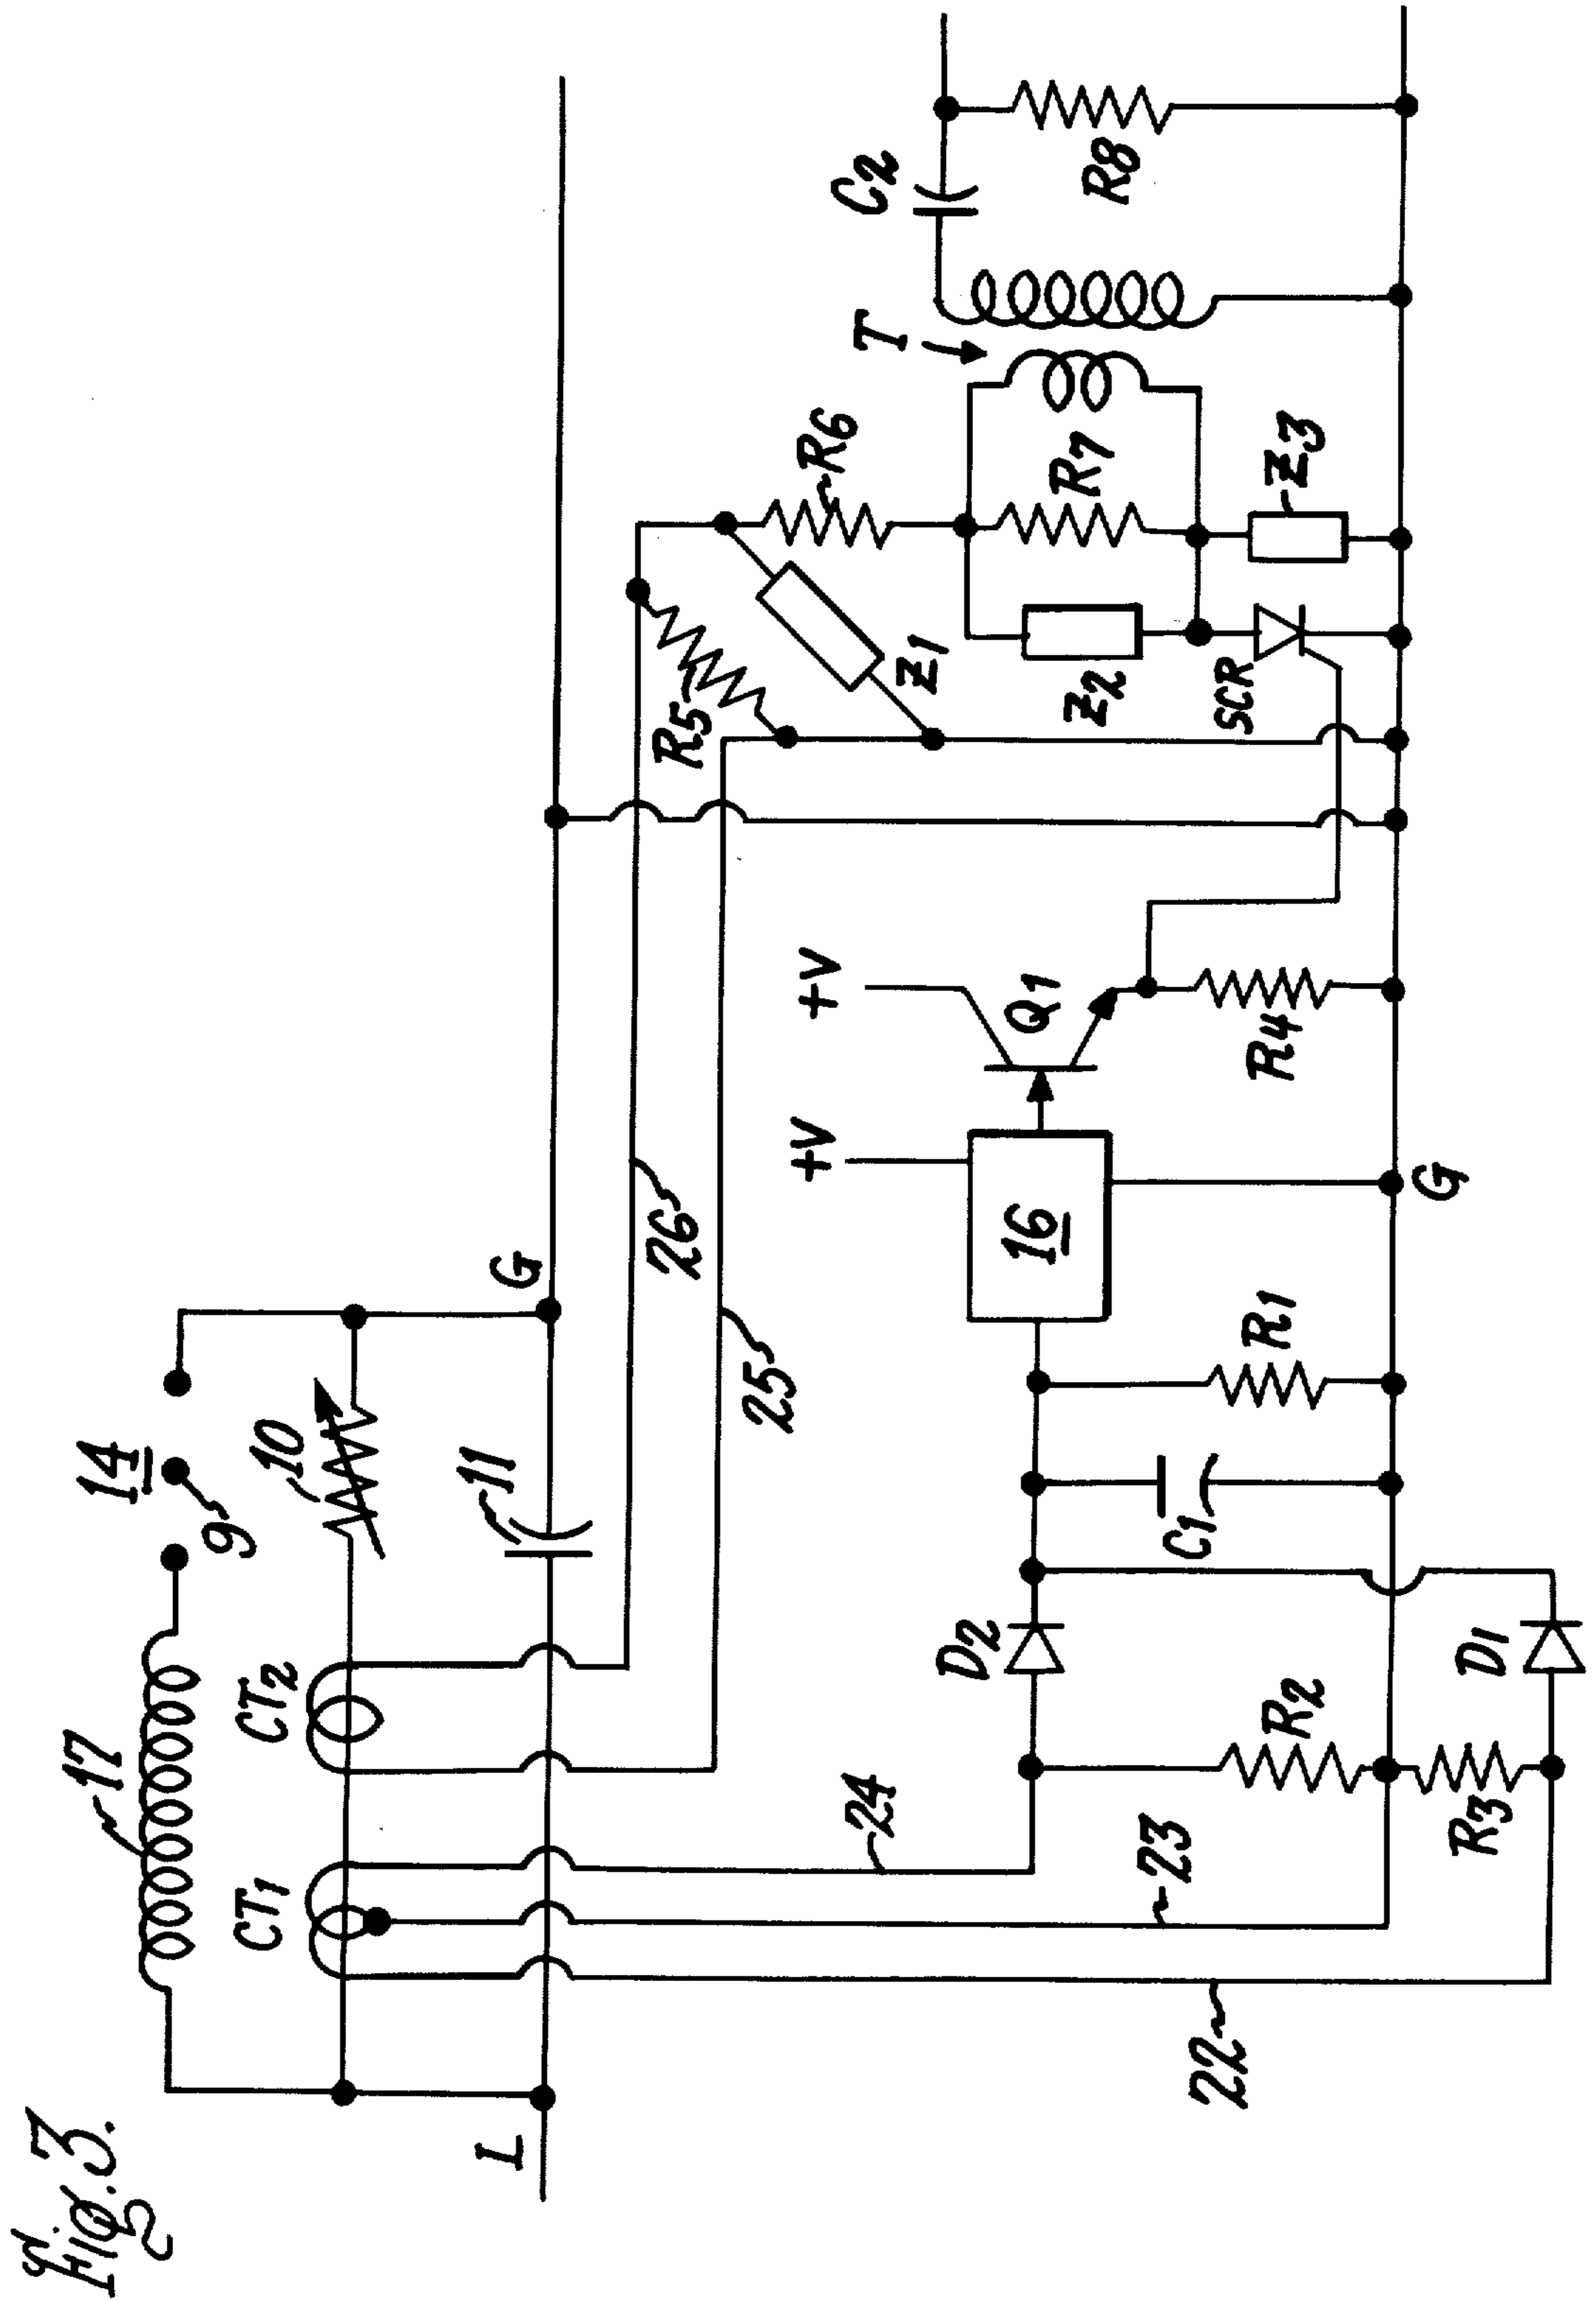 Fig. 3.
17
14
9
10
CT1
CT2
11
L
G
26
25
24
23
22
D2
D1
R2
R3
C1
R1
16
+V
+V
Q1
R4
G
R5
Z1
R6
Z2
R7
SCR
Z3
T
C2
R8